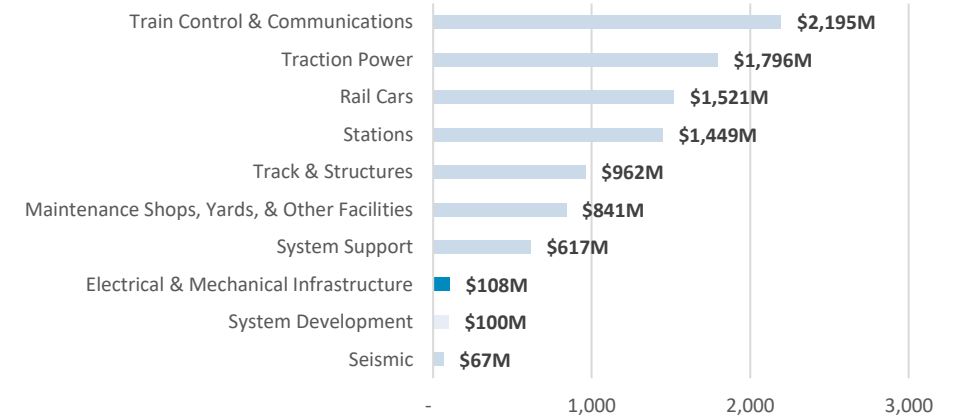 Train Control & Communications $2,195M
Traction Power $1,796M
Rail Cars $1,521M
Stations $1,449M
Track & Structures $962M
Maintenance Shops, Yards, & Other Facilities $841M
System Support $617M
Electrical & Mechanical Infrastructure $108M
System Development $100M
Seismic $67M
- 1,000 2,000 3,000